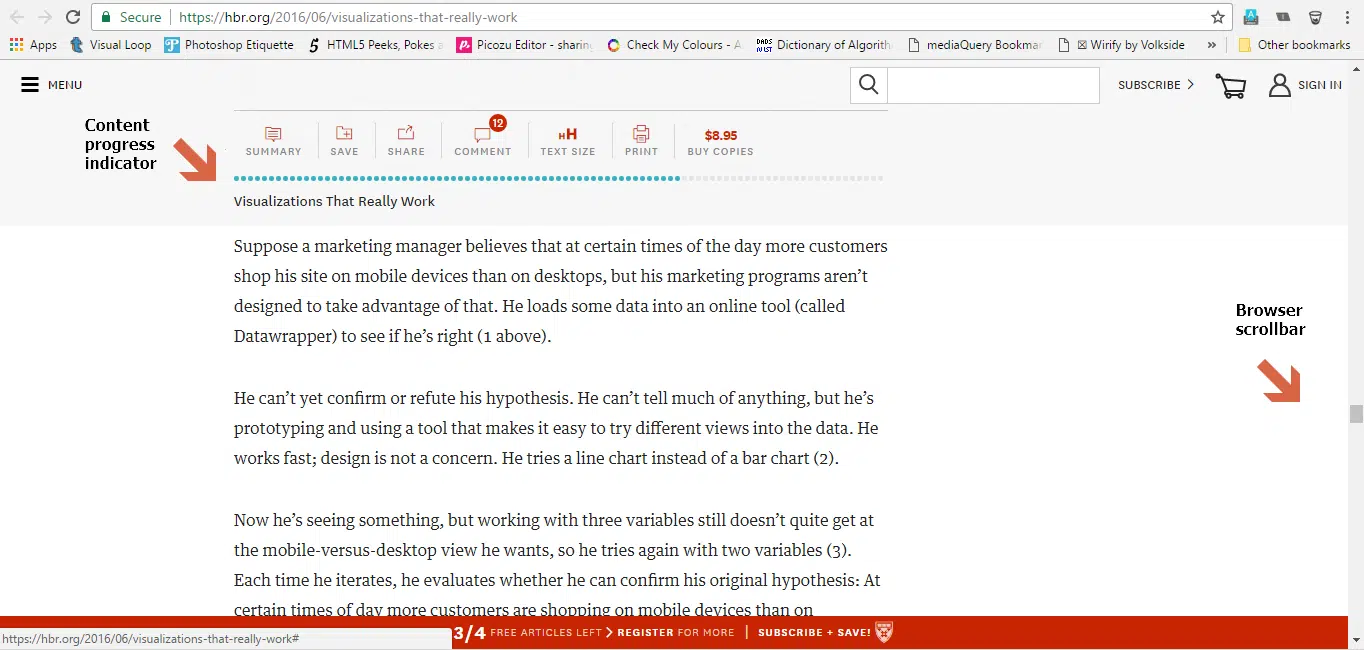 Secure https://hbr.org/2016/06/visualizations-that-really-work
Apps Visual Loop Photoshop Etiquette HTML5 Peeks, Pokes a Picozu Editor - sharing Check My Colours - A DADS NIST Dictionary of Algorith mediaQuery Bookmar Wirify by Volkside » Other bookmarks
MENU SUBSCRIBE SIGN IN
Content
progress
indicator
12
SUMMARY SAVE SHARE COMMENT HH TEXT SIZE PRINT $8.95 BUY COPIES
Visualizations That Really Work
Suppose a marketing manager believes that at certain times of the day more customers
shop his site on mobile devices than on desktops, but his marketing programs aren’t
designed to take advantage of that. He loads some data into an online tool (called
Datawrapper) to see if he’s right (1 above).
Browser
scrollbar
He can’t yet confirm or refute his hypothesis. He can’t tell much of anything, but he’s
prototyping and using a tool that makes it easy to try different views into the data. He
works fast; design is not a concern. He tries a line chart instead of a bar chart (2).
Now he’s seeing something, but working with three variables still doesn’t quite get at
the mobile-versus-desktop view he wants, so he tries again with two variables (3).
Each time he iterates, he evaluates whether he can confirm his original hypothesis: At
certain times of day more customers are shopping on mobile devices than on
3/4 FREE ARTICLES LEFT REGISTER FOR MORE | SUBSCRIBE + SAVE!
https://hbr.org/2016/06/visualizations-that-really-work#